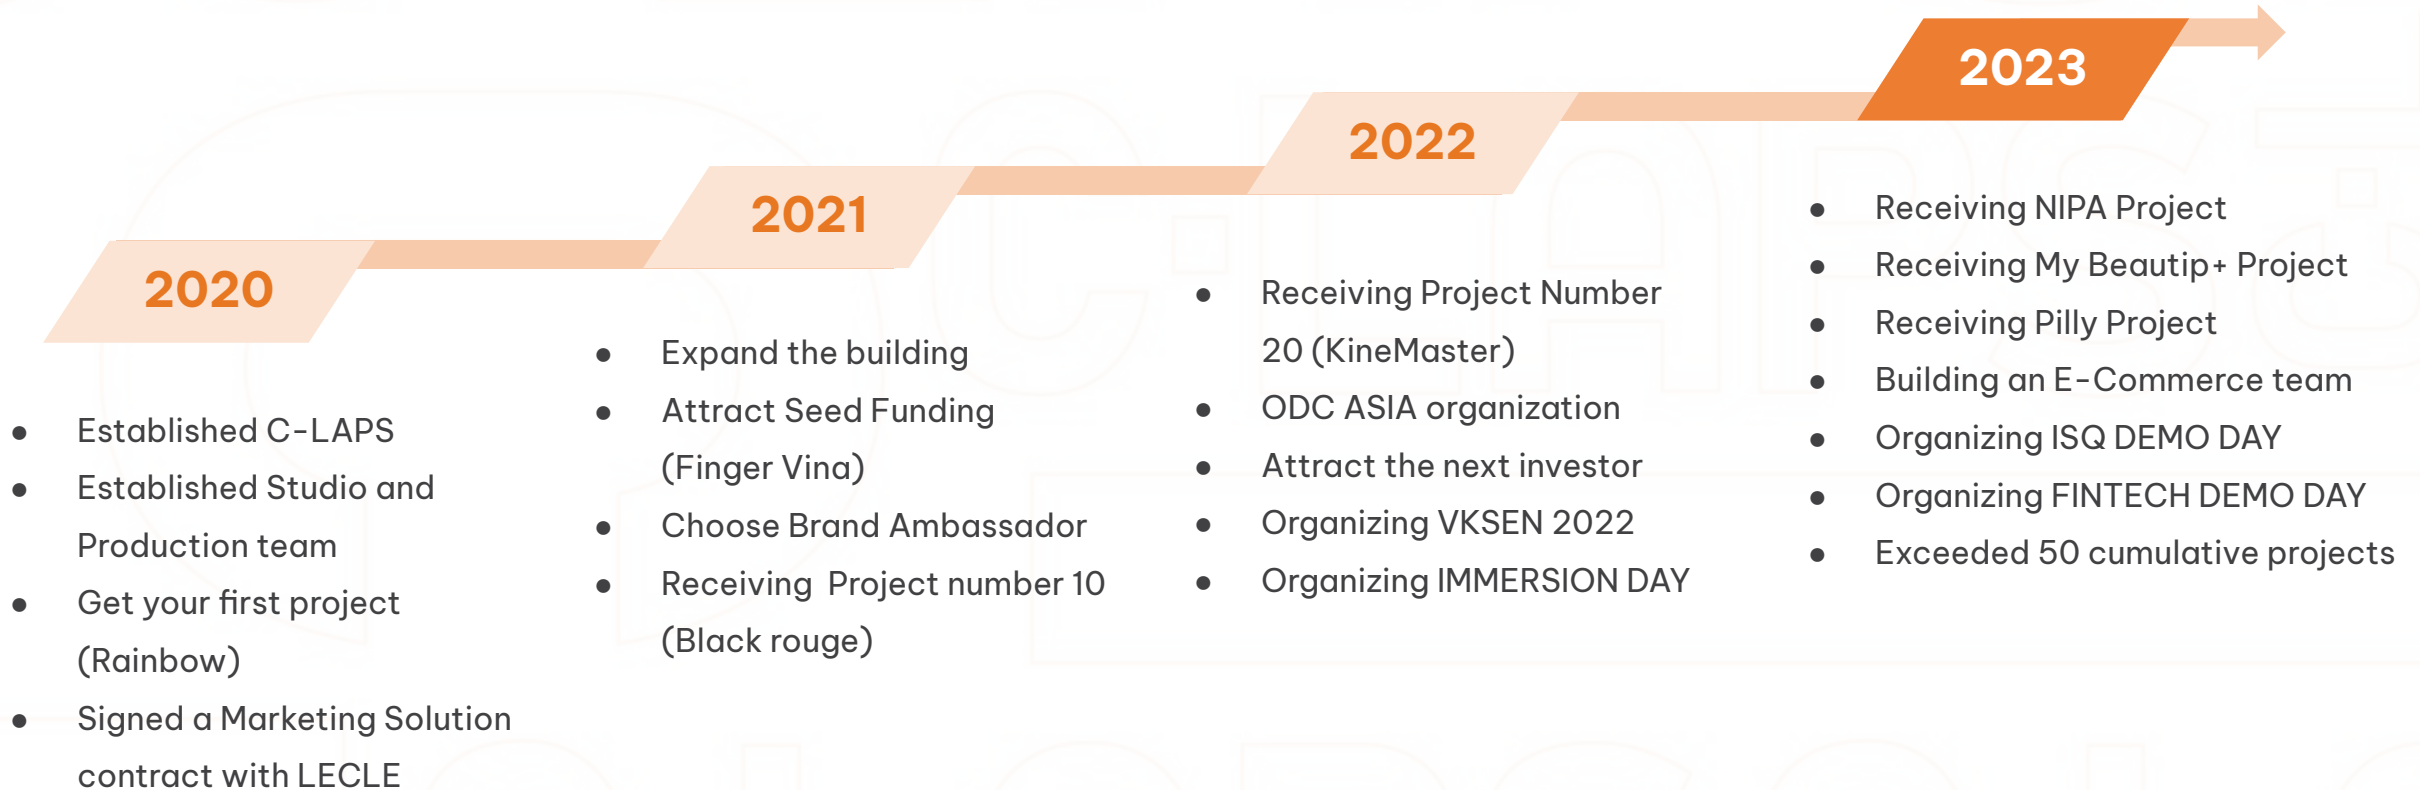 2020
● Established C-LAPS
● Established Studio and
Production team
● Get your first project
(Rainbow)
● Signed a Marketing Solution
contract with LECLE
2021
● Expand the building
● Attract Seed Funding
(Finger Vina)
● Choose Brand Ambassador
● Receiving  Project number 10
(Black rouge)
2022
● Receiving Project Number
20 (KineMaster)
● ODC ASIA organization
● Attract the next investor
● Organizing VKSEN 2022
● Organizing IMMERSION DAY
2023
● Receiving NIPA Project
● Receiving My Beautip+ Project
● Receiving Pilly Project
● Building an E-Commerce team
● Organizing ISQ DEMO DAY
● Organizing FINTECH DEMO DAY
● Exceeded 50 cumulative projects